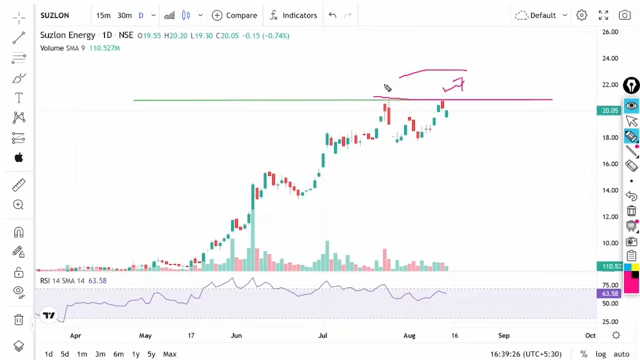 SUZLON 15m 30m D Compare Indicators Default
Suzlon Energy · 1D · NSE O19.55 H20.20 L19.30 C20.05 -0.15 (-0.74%)
Volume SMA 9 110.527M
26.00
24.00
22.00
20.05
18.00
16.00
14.00
12.00
10.00
110.52
RSI 14 SMA 14 63.58
75.00
63.58
50.00
25.00
Apr May Jun Jul Aug 16 Sep Oct
1d 5d 1m 3m 6m 1y 5y Max 16:39:26 (UTC+5:30) % log auto